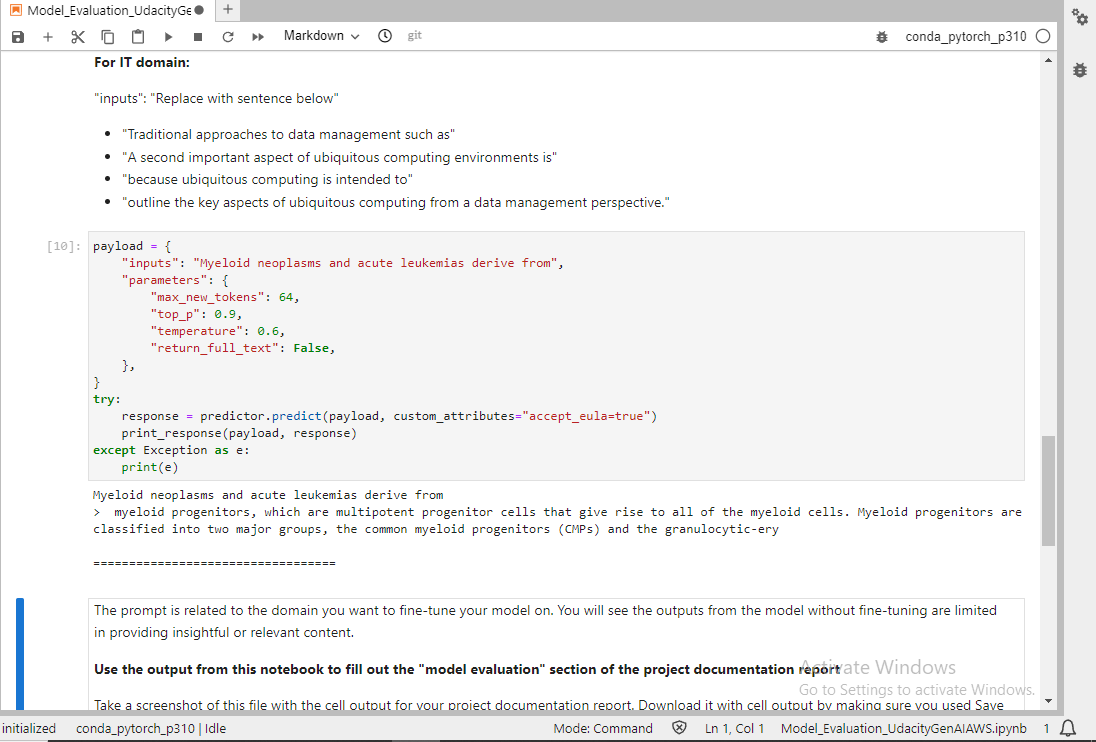 Model_Evaluation_UdacityGe
Markdown
git
conda_pytorch_p310
For IT domain:
"inputs": "Replace with sentence below"
• "Traditional approaches to data management such as"
• "A second important aspect of ubiquitous computing environments is"
• "because ubiquitous computing is intended to"
• "outline the key aspects of ubiquitous computing from a data management perspective."
[10]: payload = {
    "inputs": "Myeloid neoplasms and acute leukemias derive from",
    "parameters": {
        "max_new_tokens": 64,
        "top_p": 0.9,
        "temperature": 0.6,
        "return_full_text": False,
    },
}
try:
    response = predictor.predict(payload, custom_attributes="accept_eula=true")
    print_response(payload, response)
except Exception as e:
    print(e)
Myeloid neoplasms and acute leukemias derive from
>  myeloid progenitors, which are multipotent progenitor cells that give rise to all of the myeloid cells. Myeloid progenitors are
classified into two major groups, the common myeloid progenitors (CMPs) and the granulocytic-ery
==================================
The prompt is related to the domain you want to fine-tune your model on. You will see the outputs from the model without fine-tuning are limited
in providing insightful or relevant content.
Use the output from this notebook to fill out the "model evaluation" section of the project documentation report
Activate Windows
Go to Settings to activate Windows.
Take a screenshot of this file with the cell output for your project documentation report. Download it with cell output by making sure you used Save
initialized conda_pytorch_p310 | Idle Mode: Command Ln 1, Col 1 Model_Evaluation_UdacityGenAIAWS.ipynb 1